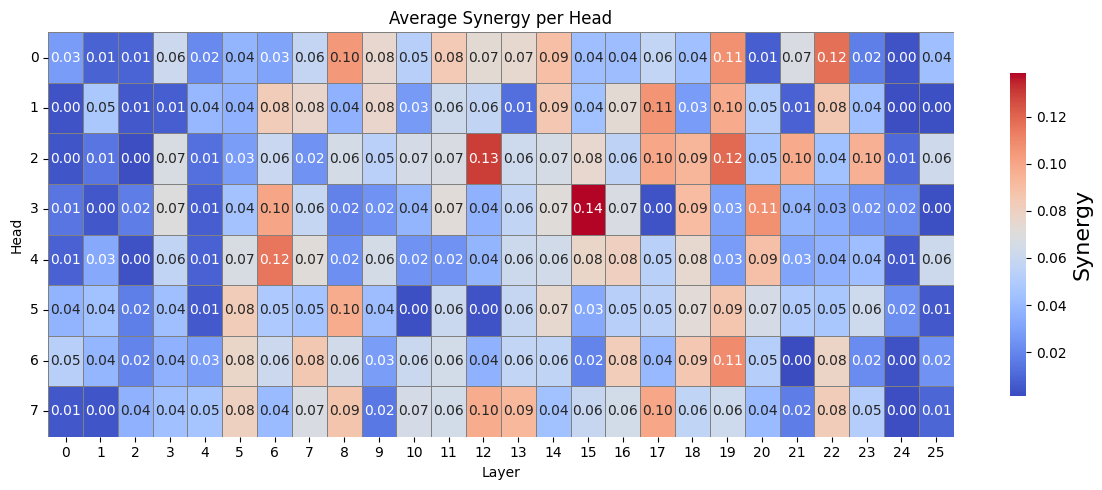 Average Synergy per Head
0 0.03 0.01 0.01 0.06 0.02 0.04 0.03 0.06 0.10 0.08 0.05 0.08 0.07 0.07 0.09 0.04 0.04 0.06 0.04 0.11 0.01 0.07 0.12 0.02 0.00 0.04
1 0.00 0.05 0.01 0.01 0.04 0.04 0.08 0.08 0.04 0.08 0.03 0.06 0.06 0.01 0.09 0.04 0.07 0.11 0.03 0.10 0.05 0.01 0.08 0.04 0.00 0.00
2 0.00 0.01 0.00 0.07 0.01 0.03 0.06 0.02 0.06 0.05 0.07 0.07 0.13 0.06 0.07 0.08 0.06 0.10 0.09 0.12 0.05 0.10 0.04 0.10 0.01 0.06
3 0.01 0.00 0.02 0.07 0.01 0.04 0.10 0.06 0.02 0.02 0.04 0.07 0.04 0.06 0.07 0.14 0.07 0.00 0.09 0.03 0.11 0.04 0.03 0.02 0.02 0.00
4 0.01 0.03 0.00 0.06 0.01 0.07 0.12 0.07 0.02 0.06 0.02 0.02 0.04 0.06 0.06 0.08 0.08 0.05 0.08 0.03 0.09 0.03 0.04 0.04 0.01 0.06
5 0.04 0.04 0.02 0.04 0.01 0.08 0.05 0.05 0.10 0.04 0.00 0.06 0.00 0.06 0.07 0.03 0.05 0.05 0.07 0.09 0.07 0.05 0.05 0.06 0.02 0.01
6 0.05 0.04 0.02 0.04 0.03 0.08 0.06 0.08 0.06 0.03 0.06 0.06 0.04 0.06 0.06 0.02 0.08 0.04 0.09 0.11 0.05 0.00 0.08 0.02 0.00 0.02
7 0.01 0.00 0.04 0.04 0.05 0.08 0.04 0.07 0.09 0.02 0.07 0.06 0.10 0.09 0.04 0.06 0.06 0.10 0.06 0.06 0.04 0.02 0.08 0.05 0.00 0.01
0 1 2 3 4 5 6 7 8 9 10 11 12 13 14 15 16 17 18 19 20 21 22 23 24 25
Layer
Head
0.12
0.10
0.08
0.06
0.04
0.02
Synergy